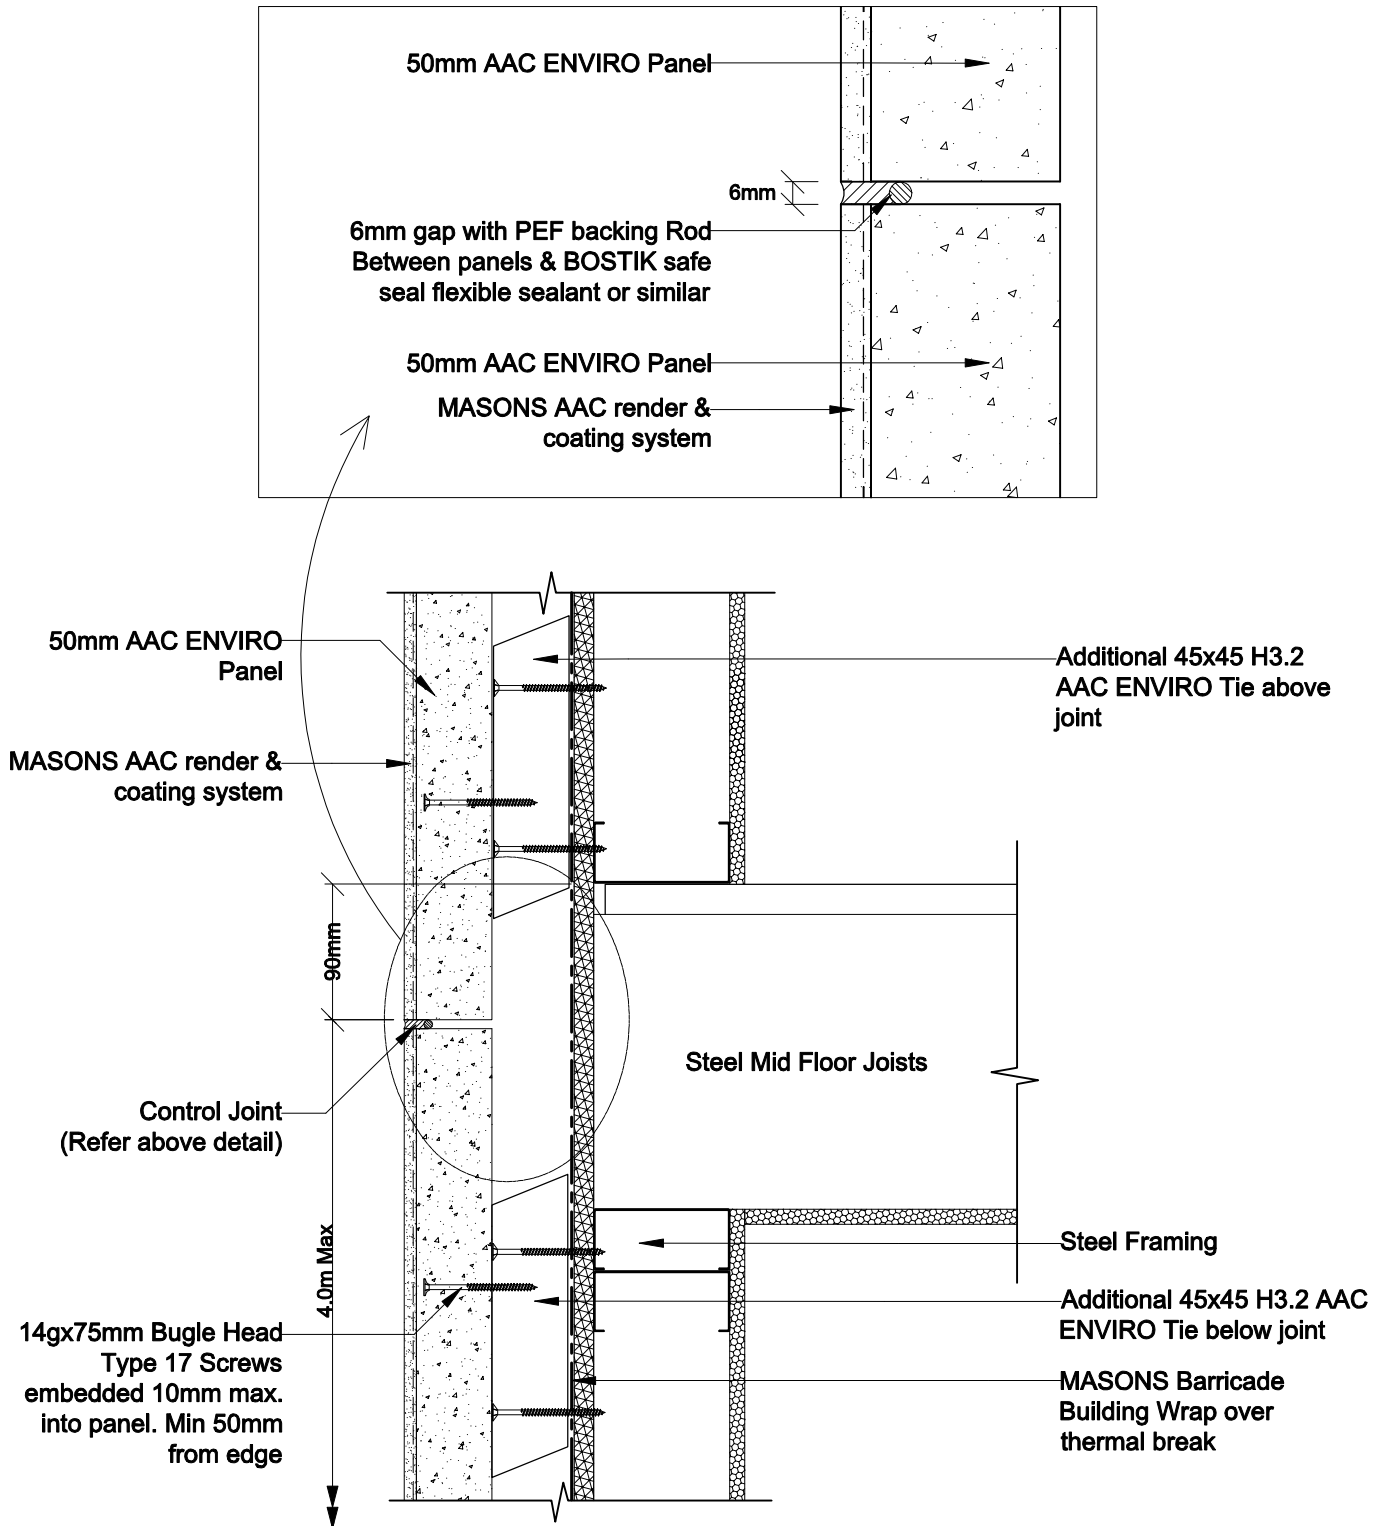 50mm AAC ENVIRO Panel
6mm
6mm gap with PEF backing Rod
Between panels & BOSTIK safe
seal flexible sealant or similar
50mm AAC ENVIRO Panel
MASONS AAC render &
coating system
50mm AAC ENVIRO
Panel
MASONS AAC render &
coating system
90mm
Control Joint
(Refer above detail)
4.0m Max
14gx75mm Bugle Head
Type 17 Screws
embedded 10mm max.
into panel. Min 50mm
from edge
Additional 45x45 H3.2
AAC ENVIRO Tie above
joint
Steel Mid Floor Joists
Steel Framing
Additional 45x45 H3.2 AAC
ENVIRO Tie below joint
MASONS Barricade
Building Wrap over
thermal break